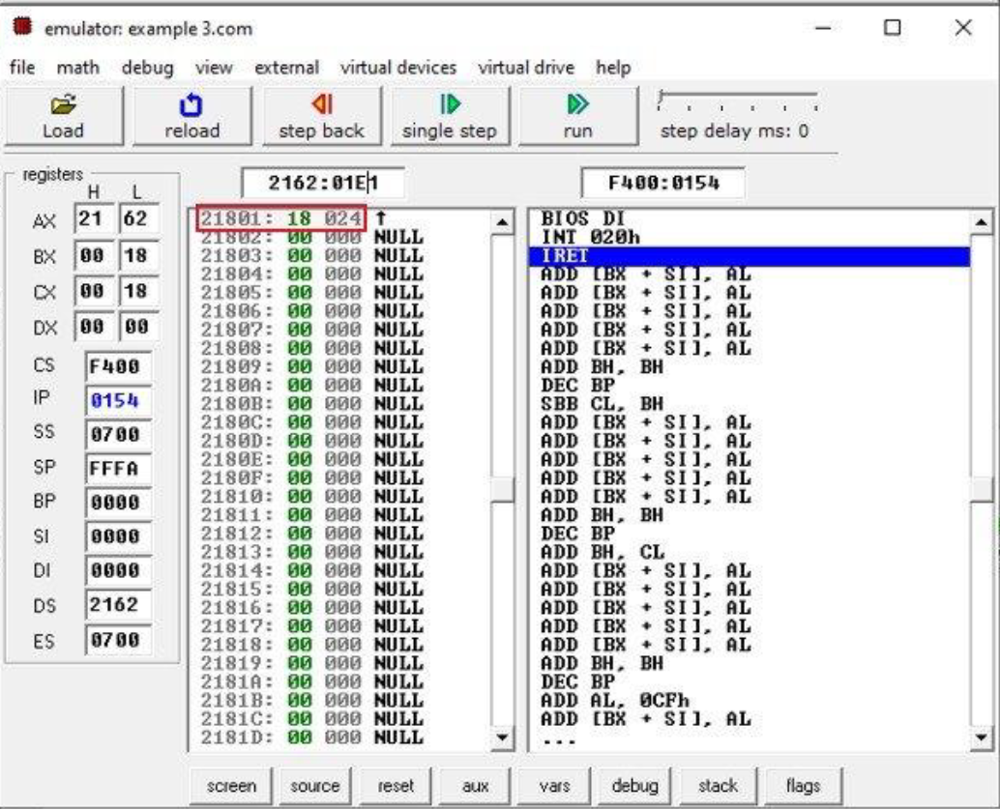 emulator: example 3.com
file math debug view external virtual devices virtual drive help
Load reload step back single step run step delay ms: 0
registers
H L
AX 21 62
BX 00 18
CX 00 18
DX 00 00
CS F400
IP 0154
SS 0700
SP FFFA
BP 0000
SI 0000
DI 0000
DS 2162
ES 0700
2162:01E1
21801: 18 024 ↑
21802: 00 000 NULL
21803: 00 000 NULL
21804: 00 000 NULL
21805: 00 000 NULL
21806: 00 000 NULL
21807: 00 000 NULL
21808: 00 000 NULL
21809: 00 000 NULL
2180A: 00 000 NULL
2180B: 00 000 NULL
2180C: 00 000 NULL
2180D: 00 000 NULL
2180E: 00 000 NULL
2180F: 00 000 NULL
21810: 00 000 NULL
21811: 00 000 NULL
21812: 00 000 NULL
21813: 00 000 NULL
21814: 00 000 NULL
21815: 00 000 NULL
21816: 00 000 NULL
21817: 00 000 NULL
21818: 00 000 NULL
21819: 00 000 NULL
2181A: 00 000 NULL
2181B: 00 000 NULL
2181C: 00 000 NULL
2181D: 00 000 NULL
F400:0154
BIOS DI
INT 020h
IRET
ADD [BX + SI], AL
ADD [BX + SI], AL
ADD [BX + SI], AL
ADD [BX + SI], AL
ADD [BX + SI], AL
ADD BH, BH
DEC BP
SBB CL, BH
ADD [BX + SI], AL
ADD [BX + SI], AL
ADD [BX + SI], AL
ADD [BX + SI], AL
ADD [BX + SI], AL
ADD BH, BH
DEC BP
ADD BH, CL
ADD [BX + SI], AL
ADD [BX + SI], AL
ADD [BX + SI], AL
ADD [BX + SI], AL
ADD [BX + SI], AL
ADD BH, BH
DEC BP
ADD AL, 0CFh
ADD [BX + SI], AL
...
screen source reset aux vars debug stack flags